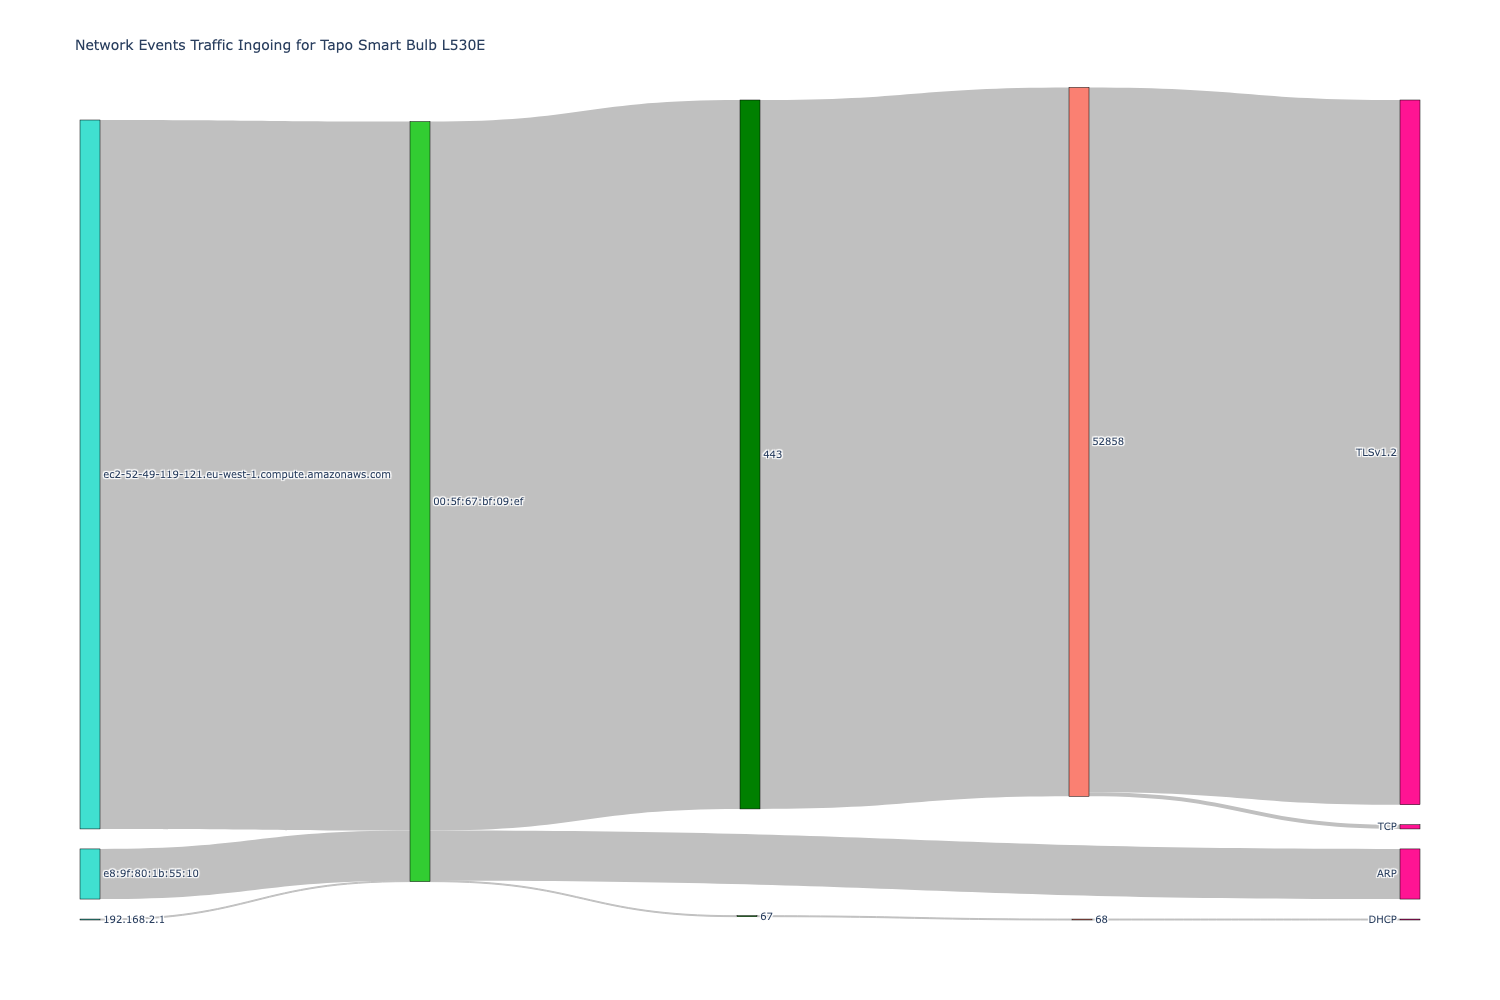 Network Events Traffic Ingoing for Tapo Smart Bulb L530E
ec2-52-49-119-121.eu-west-1.compute.amazonaws.com
00:5f:67:bf:09:ef
443
52858
TLSv1.2
TCP
e8:9f:80:1b:55:10
ARP
192.168.2.1
67
68
DHCP